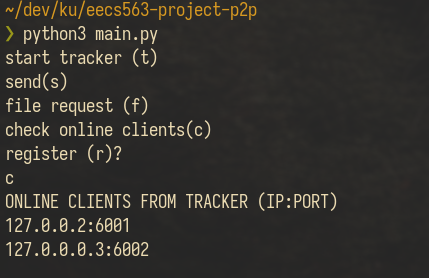 ~/dev/ku/eecs563-project-p2p
❯ python3 main.py
start tracker (t)
send(s)
file request (f)
check online clients(c)
register (r)?
c
ONLINE CLIENTS FROM TRACKER (IP:PORT)
127.0.0.2:6001
127.0.0.0.3:6002